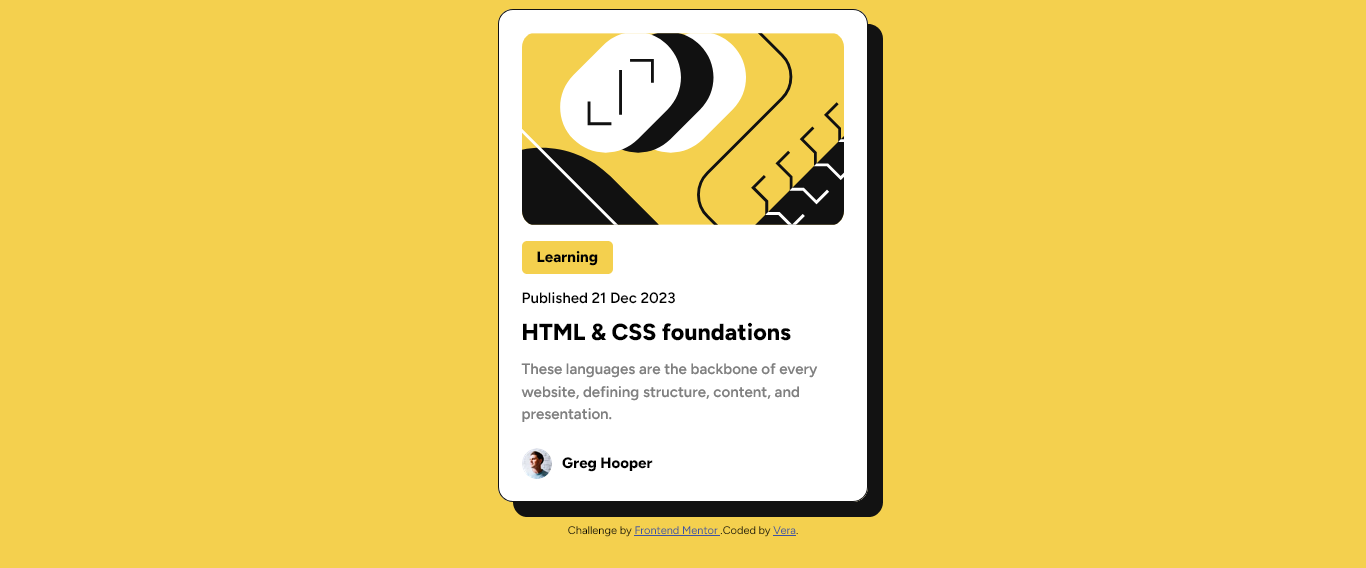 Learning
Published 21 Dec 2023
HTML & CSS foundations
These languages are the backbone of every
website, defining structure, content, and
presentation.
Greg Hooper
Challenge by Frontend Mentor .Coded by Vera.